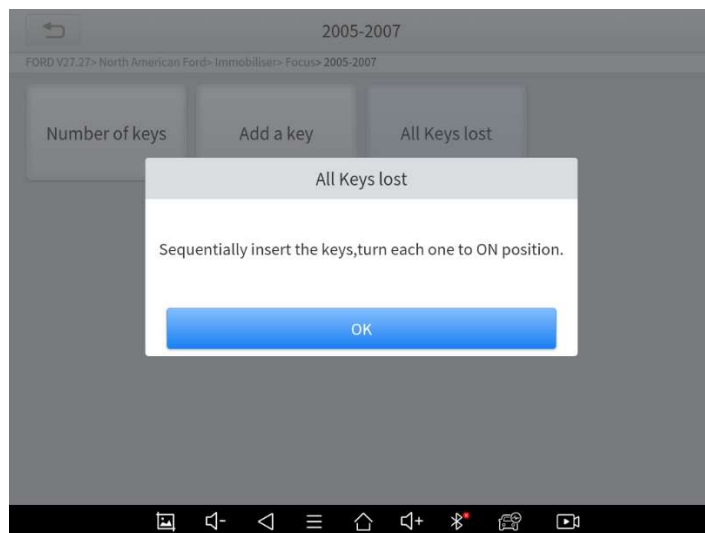 2005-2007
FORD V27.27> North American Ford> Immobiliser> Focus> 2005-2007
Number of keys
Add a key
All Keys lost
All Keys lost
Sequentially insert the keys,turn each one to ON position.
OK